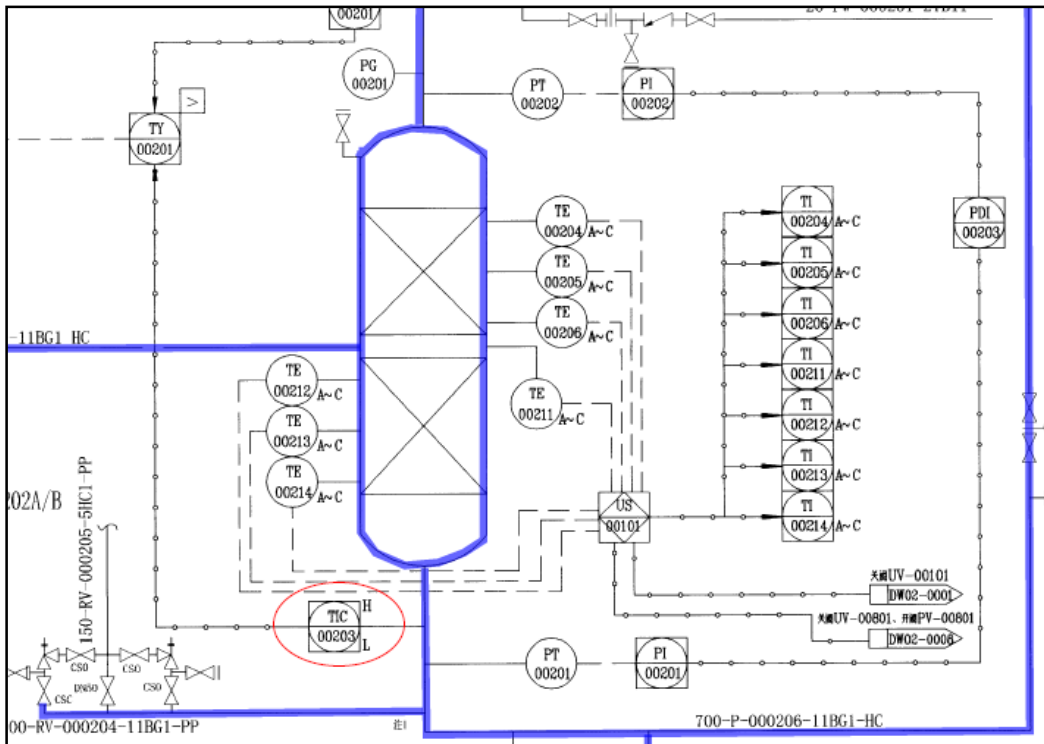 00201
PG
00201
PT
00202
PI
00202
TY
00201
V
TE
00204
A~C
TE
00205
A~C
TE
00206
A~C
TE
00211
A~C
TI
00204
A~C
TI
00205
A~C
TI
00206
A~C
TI
00211
A~C
TI
00212
A~C
TI
00213
A~C
TI
00214
A~C
PDI
00203
-11BG1 HC
TE
00212
A~C
TE
00213
A~C
TE
00214
A~C
202A/B
150-RV-000205-5HC1-PP
US
00101
关阀UV-00101
DW02-0001
关阀UV-00801、开阀PV-00801
DW02-0006
TIC
00203
H
L
PT
00201
PI
00201
CSO
CSO
CSC
DN50
CSO
00-RV-000204-11BG1-PP
注1
700-P-000206-11BG1-HC